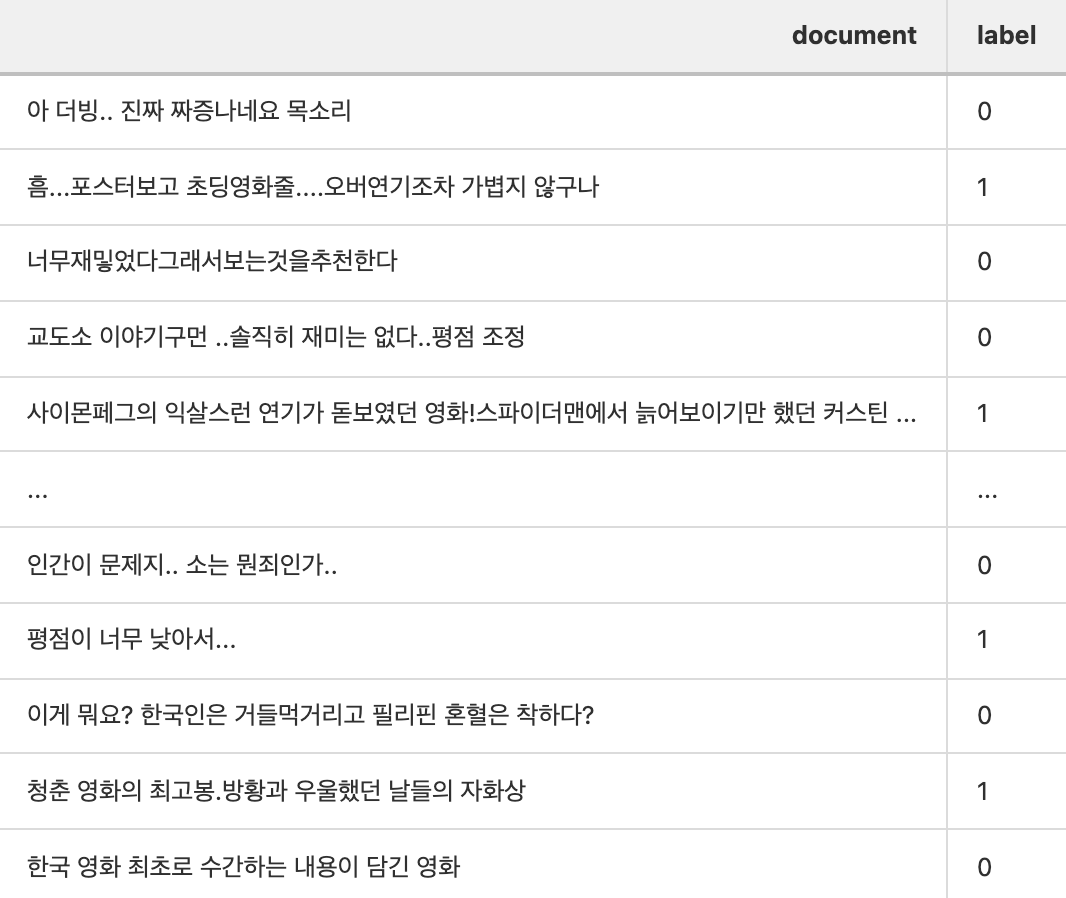 document label
아 더빙.. 진짜 짜증나네요 목소리 0
흠...포스터보고 초딩영화줄....오버연기조차 가볍지 않구나 1
너무재밓었다그래서보는것을추천한다 0
교도소 이야기구먼 ..솔직히 재미는 없다..평점 조정 0
사이몬페그의 익살스런 연기가 돋보였던 영화!스파이더맨에서 늙어보이기만 했던 커스틴 ... 1
... ...
인간이 문제지.. 소는 뭔죄인가.. 0
평점이 너무 낮아서... 1
이게 뭐요? 한국인은 거들먹거리고 필리핀 혼혈은 착하다? 0
청춘 영화의 최고봉.방황과 우울했던 날들의 자화상 1
한국 영화 최초로 수간하는 내용이 담긴 영화 0